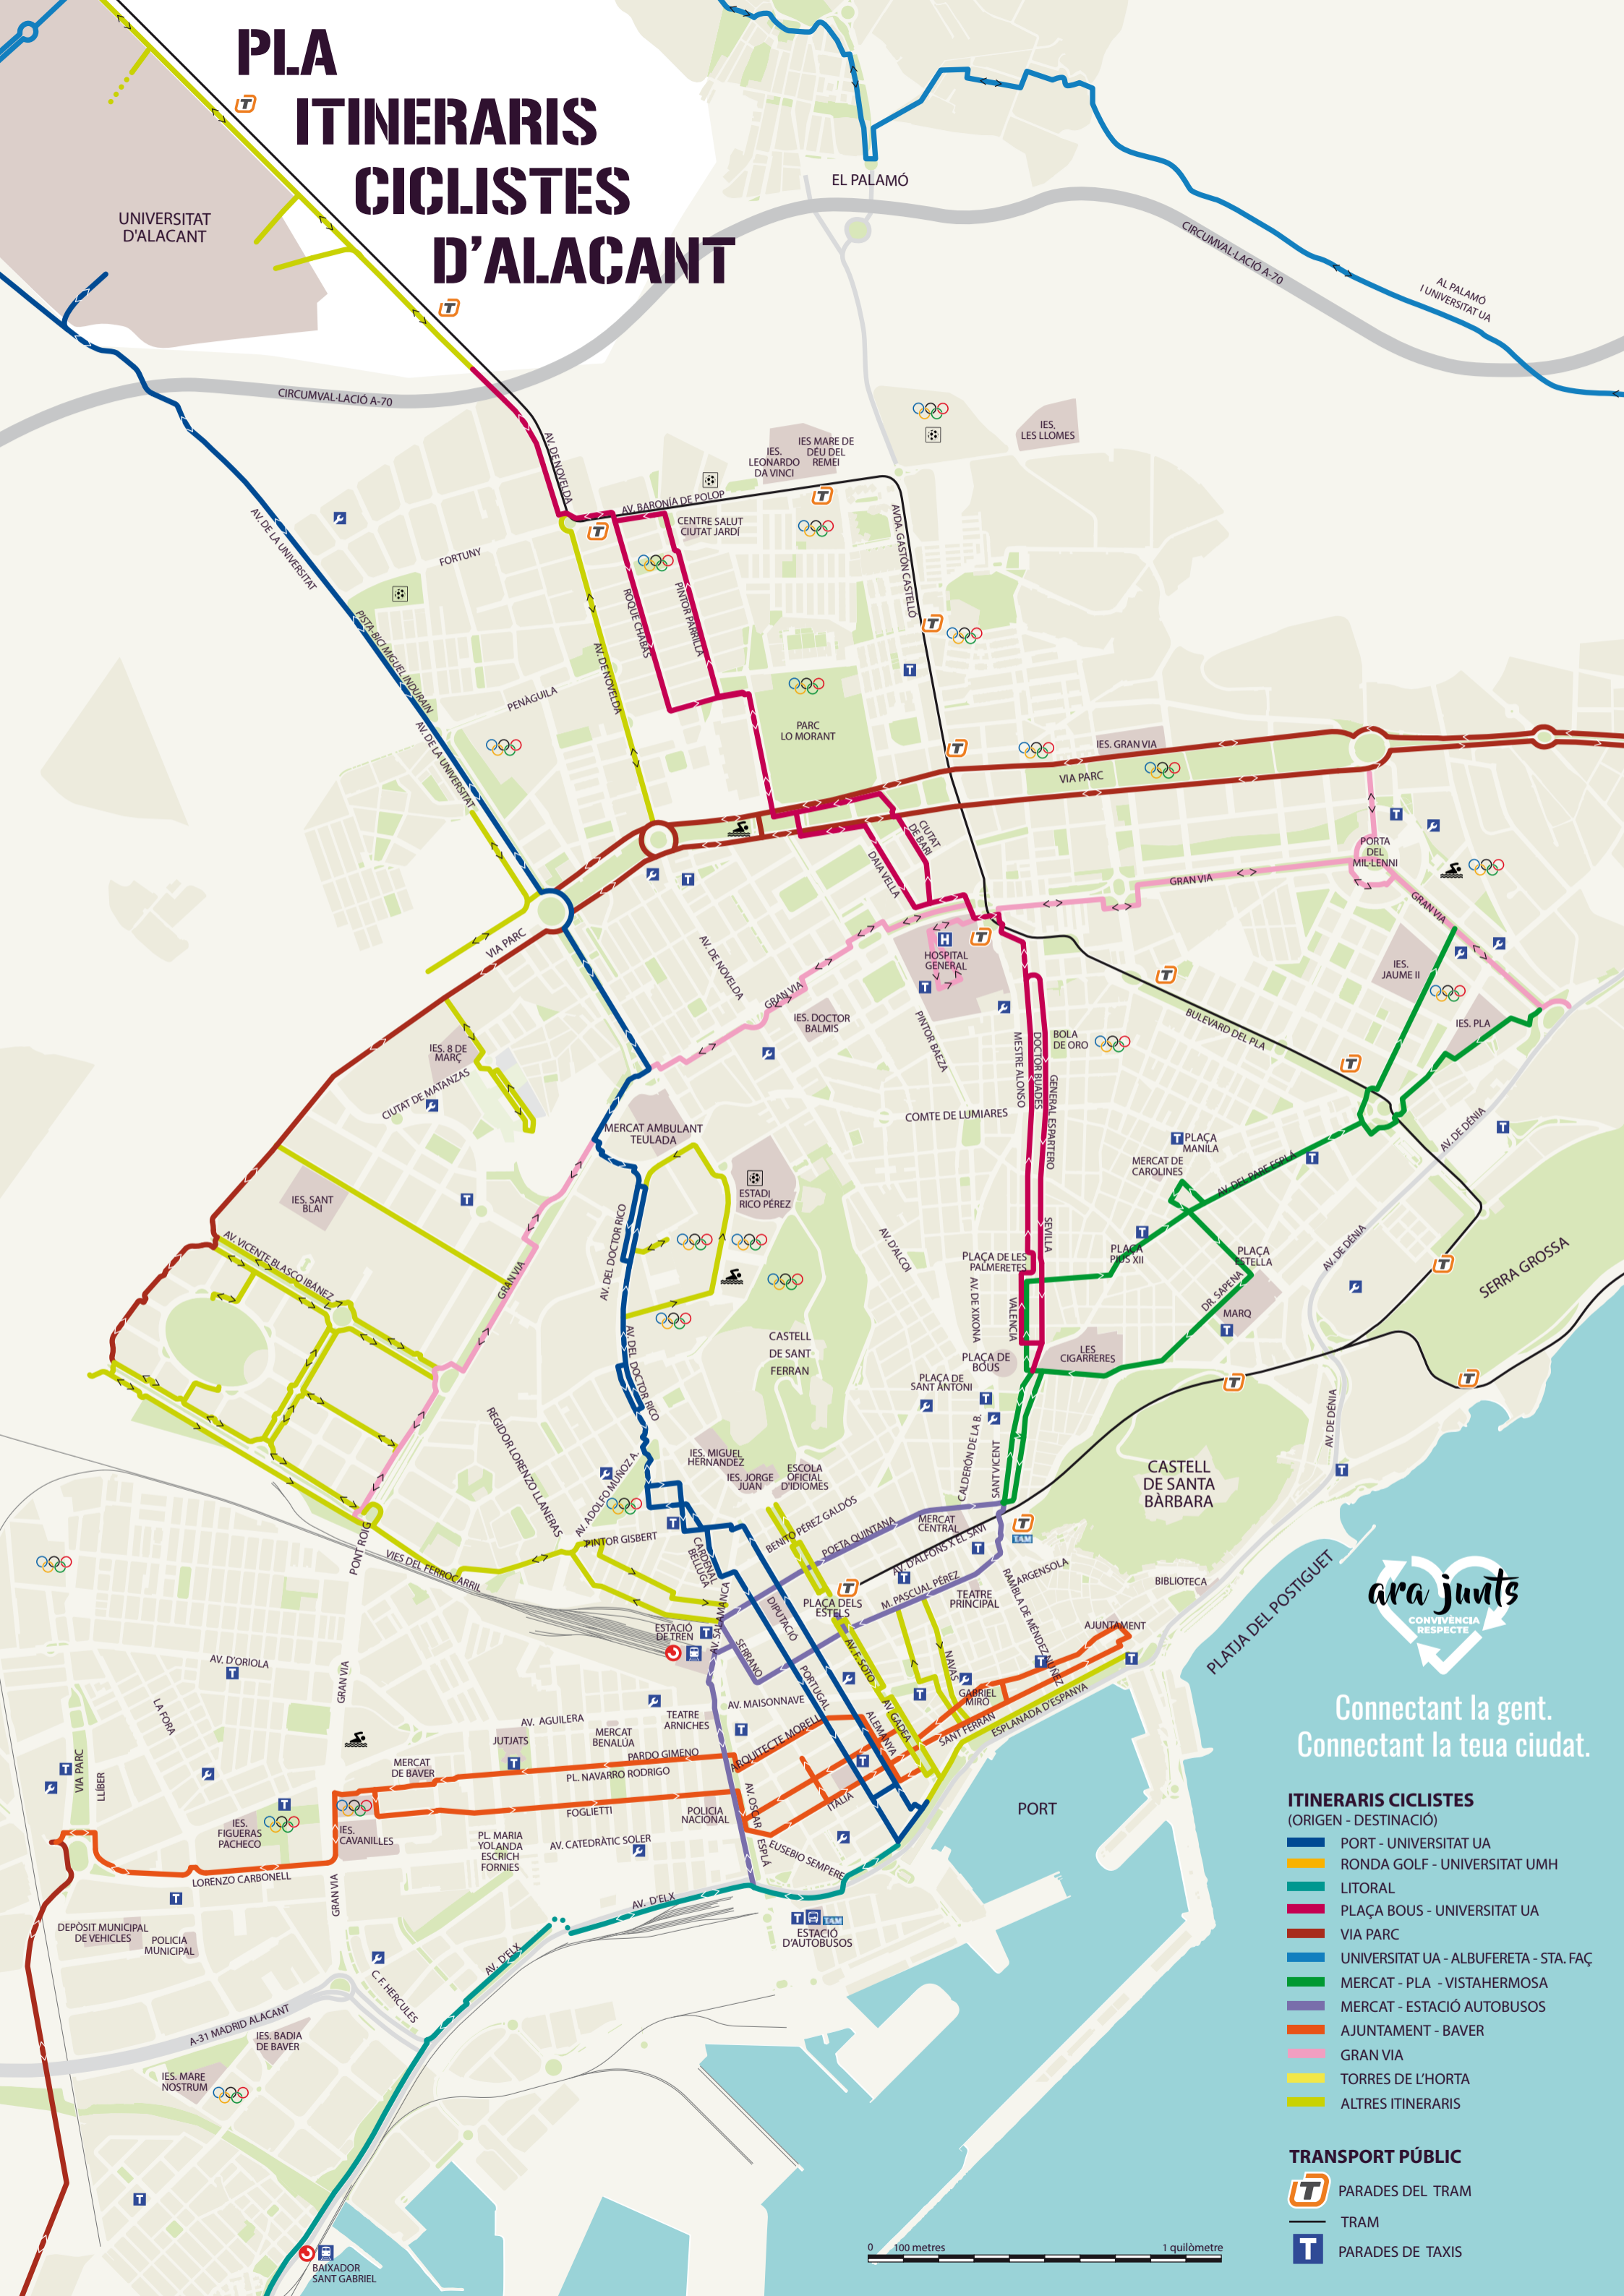 PLA
ITINERARIS
CICLISTES
D'ALACANT
UNIVERSITAT
D'ALACANT
EL PALAMÓ
CIRCUMVAL·LACIÓ A-70
AL PALAMÓ
I UNIVERSITAT UA
CIRCUMVAL·LACIÓ A-70
IES.
LES LLOMES
IES MARE DE
DÉU DEL
REMEI
IES.
LEONARDO
DA VINCI
AV. DE NOVELDA
AV. BARONÍA DE POLOP
CENTRE SALUT
CIUTAT JARDÍ
AVDA. GASTÓN CASTELLÓ
AV. DE LA UNIVERSITAT
FORTUNY
PISTA-BICI MIGUEL INDURAIN
ROQUE CHABAS
PINTOR PARRILLA
AV. DE NOVELDA
PENÀGUILA
AV. DE LA UNIVERSITAT
PARC
LO MORANT
IES. GRAN VIA
VIA PARC
CIUTAT
DE BARI
DAIA VELLA
PORTA
DEL
MIL·LENNI
GRAN VIA
GRAN VIA
VIA PARC
AV. DE NOVELDA
HOSPITAL
GENERAL
IES.
JAUME II
GRAN VIA
IES. DOCTOR
BALMIS
PINTOR BAEZA
BULEVARD DEL PLA
IES. PLA
BOLA
DE ORO
MESTRE ALONSO
DOCTOR BUADES
GENERAL ESPARTERO
IES. 8 DE
MARÇ
CIUTAT DE MATANZAS
COMTE DE LUMIARES
MERCAT AMBULANT
TEULADA
AV. DE DÉNIA
PLAÇA
MANILA
MERCAT DE
CAROLINES
AV. DEL PARE ESPLÀ
ESTADI
RICO PÉREZ
IES. SANT
BLAI
AV. VICENTE BLASCO IBÁNEZ
GRAN VIA
AV. DEL DOCTOR RICO
AV. D'ALCOI
SEVILLA
PLAÇA DE LES
PALMERETES
PLAÇA
PIUS XII
PLAÇA
ESTELLA
DR. SAPENA
MARQ
AV. DE DÉNIA
SERRA GROSSA
AV. DE XIXONA
VALENCIA
CASTELL
DE SANT
FERRAN
AV. DEL DOCTOR RICO
PLAÇA DE
BOUS
LES
CIGARRERES
PLAÇA DE
SANT ANTONI
AV. DE DÉNIA
REGIDOR LORENZO LLANERAS
IES. MIGUEL
HERNANDEZ
CALDERÓN DE LA B.
SANT VICENT
AV. ADOLFO MUÑOZ A.
IES. JORGE
JUAN
ESCOLA
OFICIAL
D'IDIOMES
CASTELL
DE SANTA
BÀRBARA
BENITO PÉREZ GALDÓS
POETA QUINTANA
MERCAT
CENTRAL
AV. D'ALFONS X EL SAVI
TAM
PONT ROIG
PINTOR GISBERT
VIES DEL FERROCARRIL
CARDENAL
BELLUGA
PLATJA DEL POSTIGUET
ARGENSOLA
BIBLIOTECA
M. PASCUAL PÉREZ
TEATRE
PRINCIPAL
RAMBLA DE MÉNDEZ NUÑEZ
PLAÇA DELS
ESTELS
DIPUTACIÓ
AV. SALAMANCA
ESTACIÓ
DE TREN
SERRANO
AJUNTAMENT
ara junts
CONVIVÈNCIA
RESPECTE
AV. D'ORIOLA
GRAN VIA
AV. F. SOTO
NAVAS
PORTUGAL
GABRIEL
MIRÓ
ESPLANADA D'ESPANYA
LA FORA
AV. MAISONNAVE
AV. AGUILERA
TEATRE
ARNICHES
MERCAT
BENALÚA
JUTJATS
ARQUITECTE MORELL
ALEMANYA
AV. GADEA
SANT FERRAN
Connectant la gent.
Connectant la teua ciudat.
VIA PARC
LLÍBER
MERCAT
DE BAVER
PARDO GIMENO
PL. NAVARRO RODRIGO
FOGLIETTI
POLICIA
NACIONAL
AV. OSCAR ESPLÀ
ITALIA
PORT
IES.
FIGUERAS
PACHECO
IES.
CAVANILLES
PL. MARIA
YOLANDA
ESCRICH
FORNIES
AV. CATEDRÀTIC SOLER
EUSEBIO SEMPERE
LORENZO CARBONELL
GRAN VIA
AV. D'ELX
TAM
ESTACIÓ
D'AUTOBUSOS
DEPÒSIT MUNICIPAL
DE VEHICLES
POLICIA
MUNICIPAL
AV. D'ELX
C. F. HERCULES
A-31 MADRID ALACANT
IES. BADIA
DE BAVER
IES. MARE
NOSTRUM
BAIXADOR
SANT GABRIEL
ITINERARIS CICLISTES
(ORIGEN - DESTINACIÓ)
PORT - UNIVERSITAT UA
RONDA GOLF - UNIVERSITAT UMH
LITORAL
PLAÇA BOUS - UNIVERSITAT UA
VIA PARC
UNIVERSITAT UA - ALBUFERETA - STA. FAÇ
MERCAT - PLA - VISTAHERMOSA
MERCAT - ESTACIÓ AUTOBUSOS
AJUNTAMENT - BAVER
GRAN VIA
TORRES DE L'HORTA
ALTRES ITINERARIS
TRANSPORT PÚBLIC
PARADES DEL TRAM
TRAM
PARADES DE TAXIS
0 100 metres 1 quilòmetre